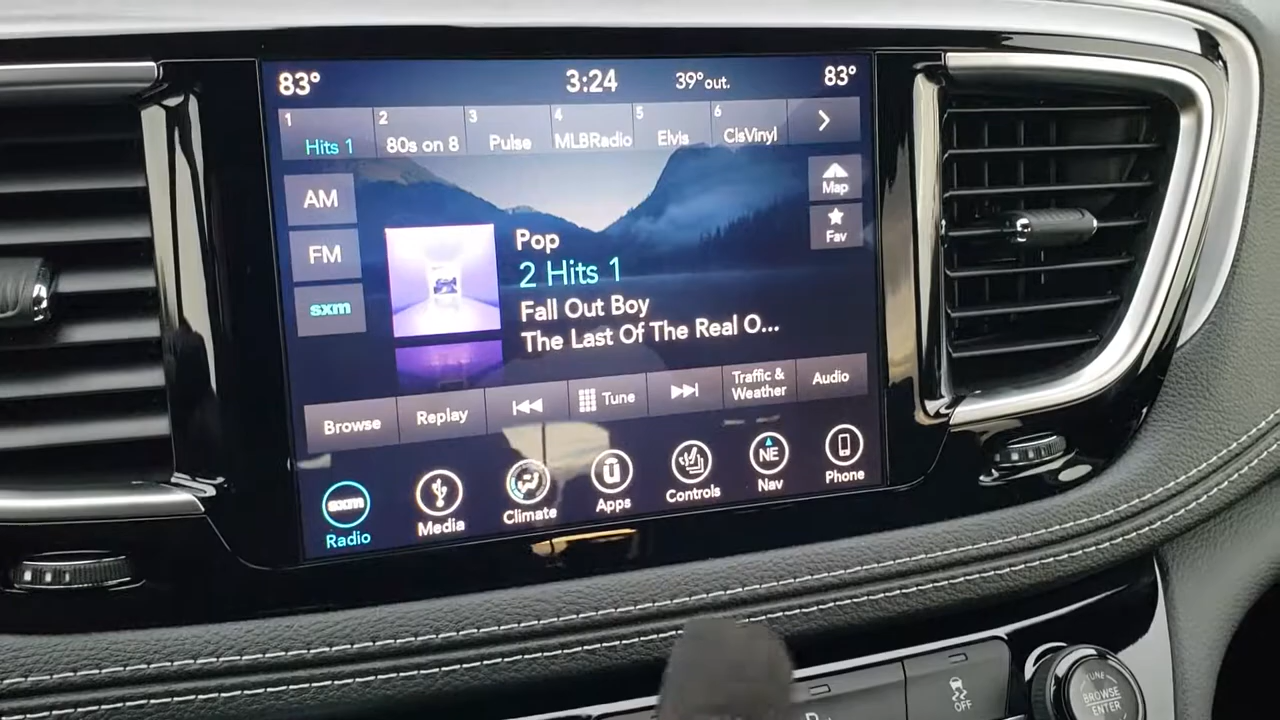 83°
3:24
39°out.
83°
1
Hits 1
2
80s on 8
3
Pulse
4
MLBRadio
5
Elvis
6
ClsVinyl
AM
FM
sxm
Map
Fav
Pop
2 Hits 1
Fall Out Boy
The Last Of The Real O...
Browse
Replay
Tune
Traffic &
Weather
Audio
sxm
Radio
Media
Climate
Apps
Controls
NE
Nav
Phone
OFF
TUNE
BROWSE
ENTER